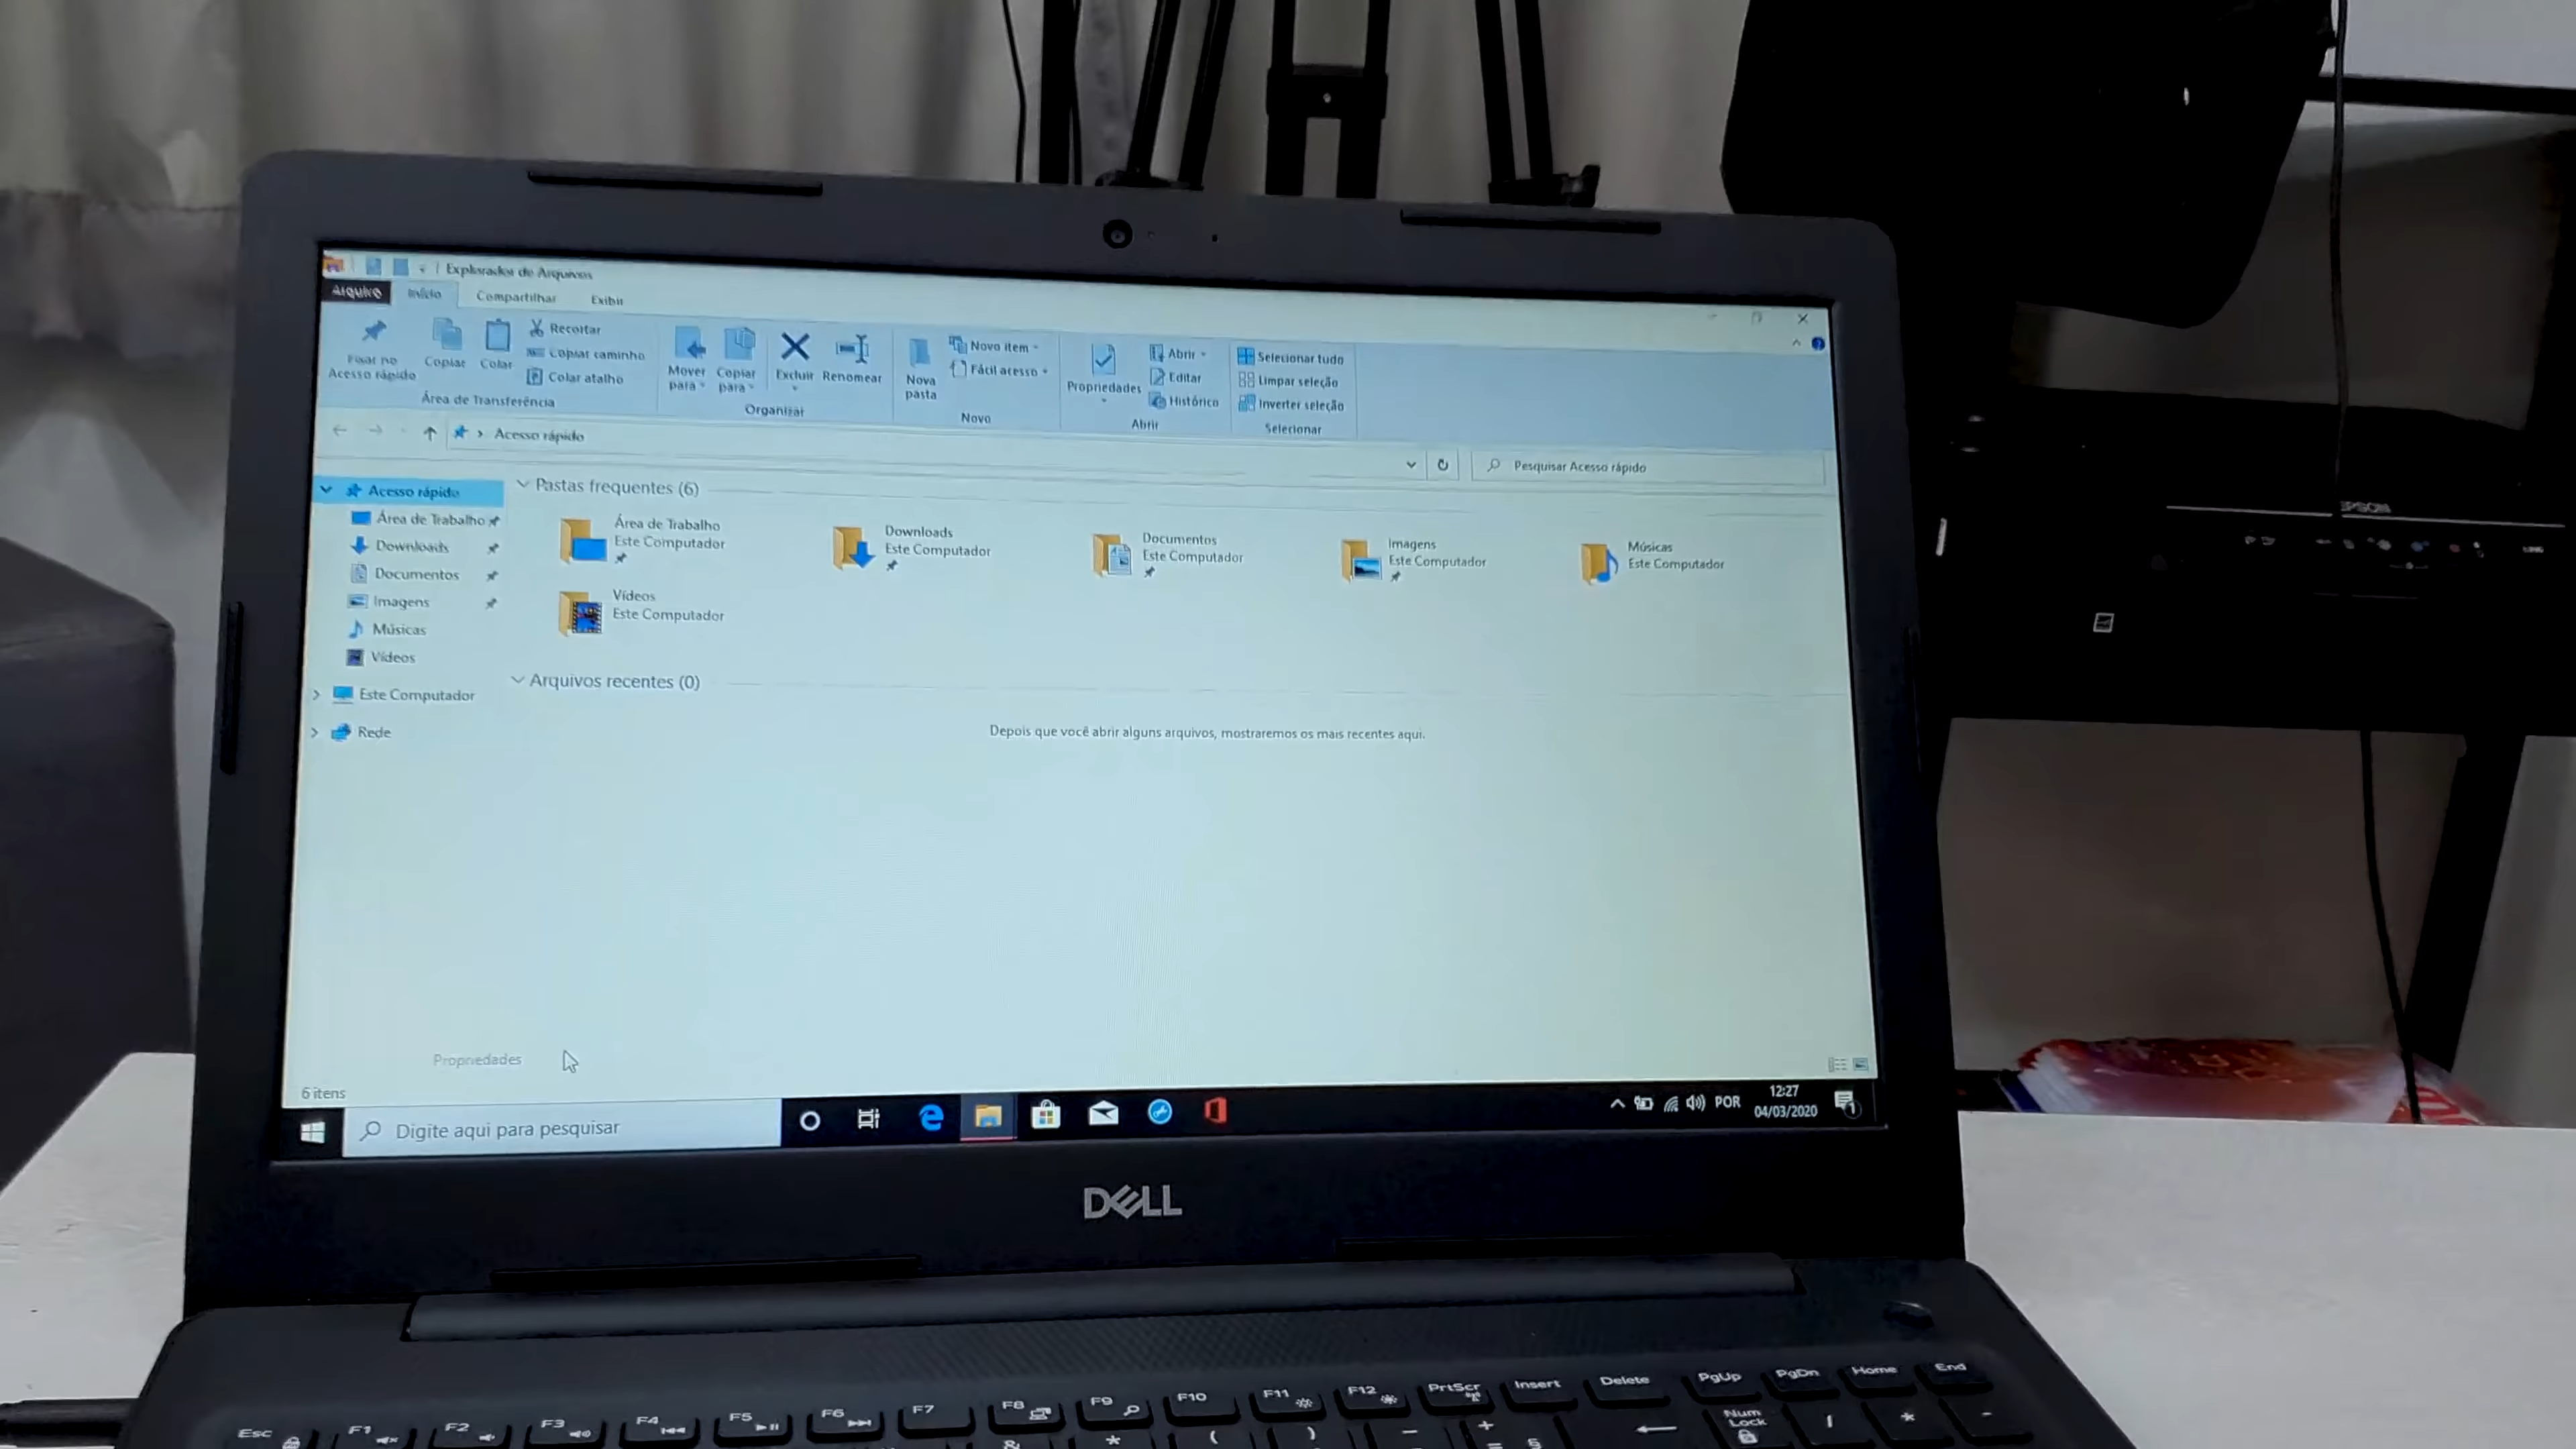 Explorador de Arquivos
Arquivo Início Compartilhar Exibir
Fixar no Acesso rápido
Copiar
Colar
Recortar
Copiar caminho
Colar atalho
Área de Transferência
Mover para
Copiar para
Excluir
Renomear
Organizar
Nova pasta
Novo item
Fácil acesso
Novo
Propriedades
Abrir
Editar
Histórico
Abrir
Selecionar tudo
Limpar seleção
Inverter seleção
Selecionar
Acesso rápido
Pesquisar Acesso rápido
Acesso rápido
Área de Trabalho
Downloads
Documentos
Imagens
Músicas
Vídeos
Este Computador
Rede
Pastas frequentes (6)
Área de Trabalho
Este Computador
Downloads
Este Computador
Documentos
Este Computador
Imagens
Este Computador
Músicas
Este Computador
Vídeos
Este Computador
Arquivos recentes (0)
Depois que você abrir alguns arquivos, mostraremos os mais recentes aqui.
Propriedades
6 itens
Digite aqui para pesquisar
POR
12:27
04/03/2020
1
DELL
EPSON
Esc F1 F2 F3 F4 F5 F6 F7 F8 F9 F10 F11 F12 PrtScr Insert Delete PgUp PgDn Home End
& * ( ) − + = § Num Lock / * -